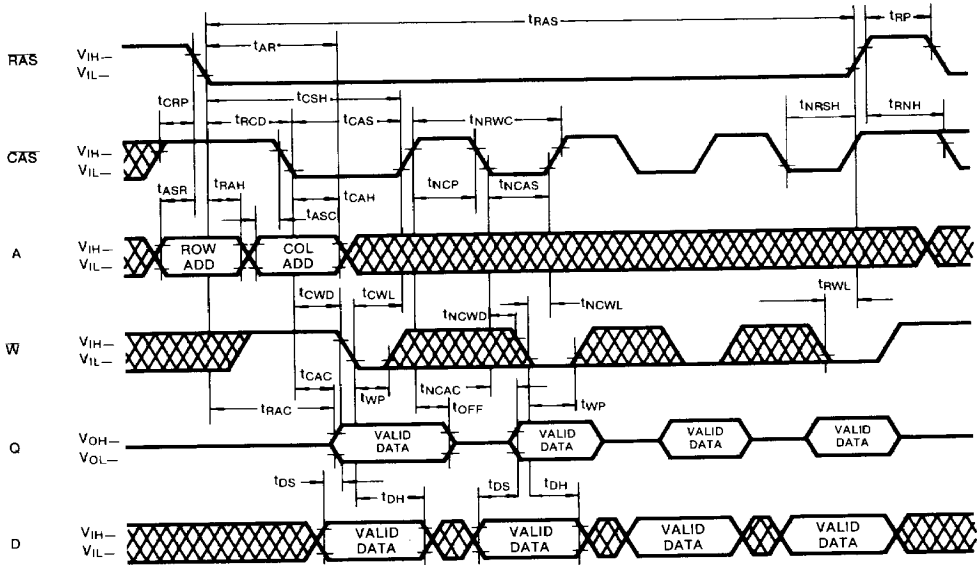 tRAS
tRP
tAR
RAS
VIH—
VIL—
tCSH
tCRP
tRCD
tCAS
tNRWC
tNRSH
tRNH
CAS
VIH—
VIL—
tASR
tRAH
tASC
tCAH
tNCP
tNCAS
A
VIH—
VIL—
ROW
ADD
COL
ADD
tCWD
tCWL
tNCWD
tNCWL
tRWL
W
VIH—
VIL—
tCAC
tWP
tNCAC
tWP
tRAC
tOFF
Q
VOH—
VOL—
VALID
DATA
VALID
DATA
VALID
DATA
VALID
DATA
tDS
tDH
tDS
tDH
D
VIH—
VIL—
VALID
DATA
VALID
DATA
VALID
DATA
VALID
DATA